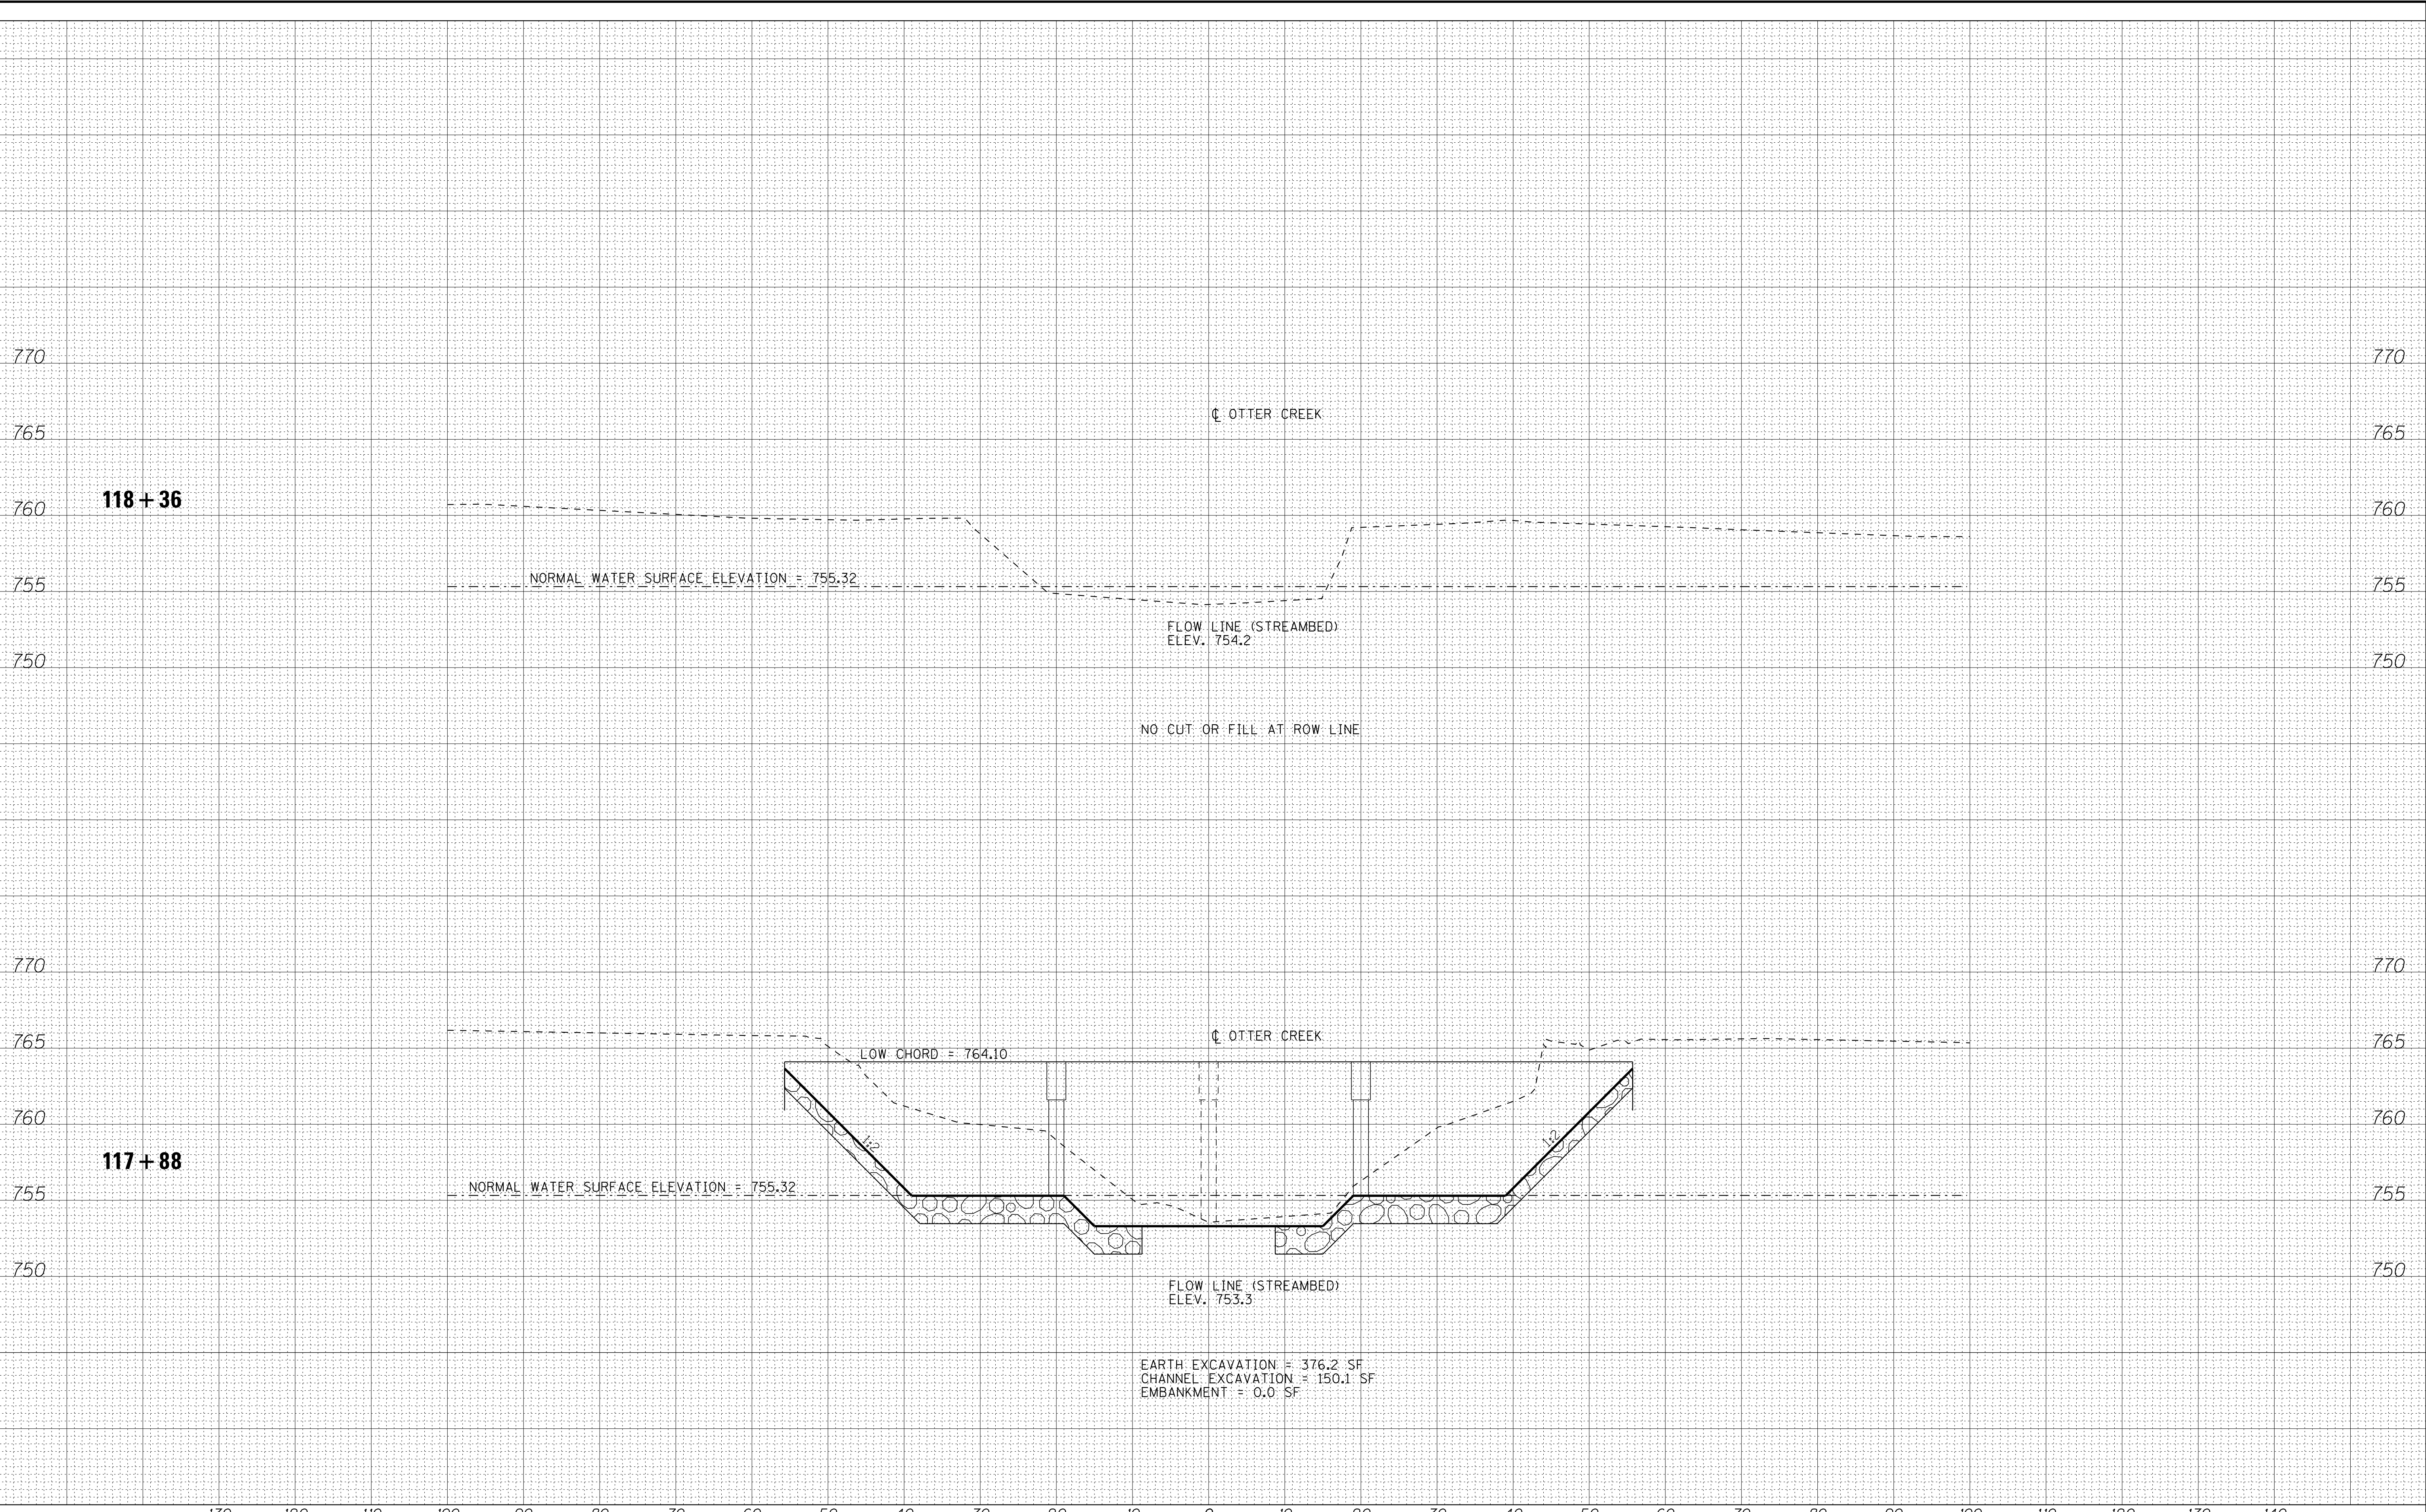 770 770
℄ OTTER CREEK
765 765
118+36
760 760
NORMAL WATER SURFACE ELEVATION = 755.32
755 755
FLOW LINE (STREAMBED)
ELEV. 754.2
750 750
NO CUT OR FILL AT ROW LINE
770 770
℄ OTTER CREEK
765 765
LOW CHORD = 764.10
760 760
1:2 1:2
117+88
NORMAL WATER SURFACE ELEVATION = 755.32
755 755
750 750
FLOW LINE (STREAMBED)
ELEV. 753.3
EARTH EXCAVATION = 376.2 SF
CHANNEL EXCAVATION = 150.1 SF
EMBANKMENT = 0.0 SF